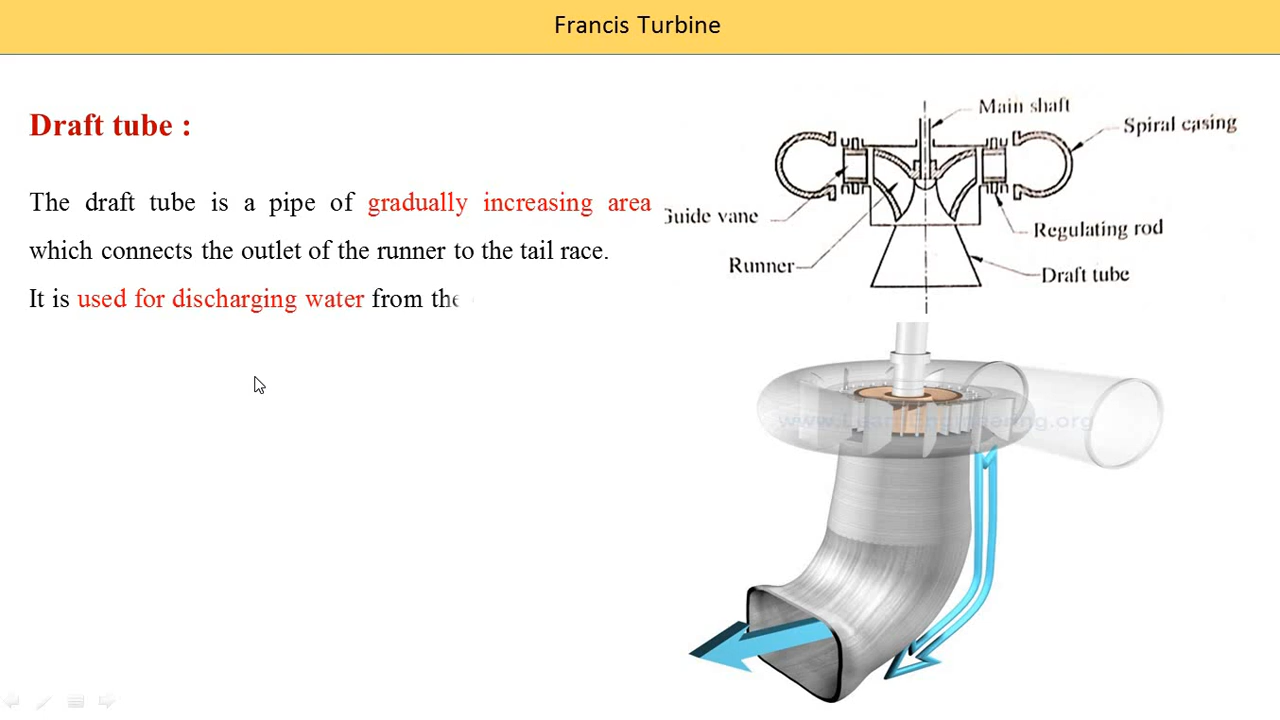 Francis Turbine
Draft tube :
The draft tube is a pipe of gradually increasing area
which connects the outlet of the runner to the tail race.
It is used for discharging water from the
Main shaft
Spiral casing
Guide vane
Regulating rod
Runner
Draft tube